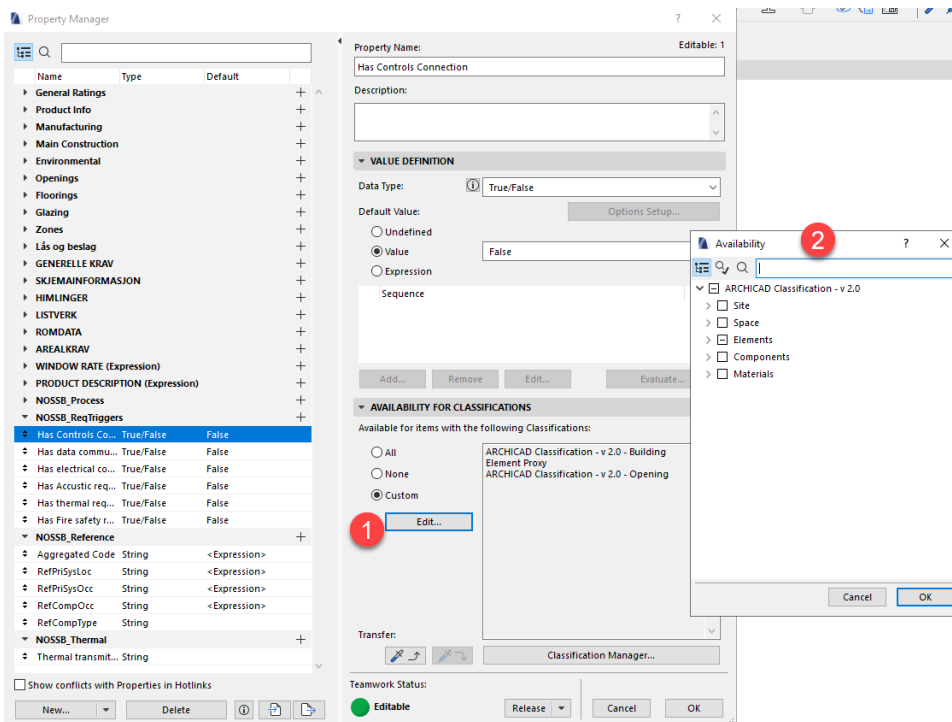 Property Manager
?
Name Type Default
General Ratings
Product Info
Manufacturing
Main Construction
Environmental
Openings
Floorings
Glazing
Zones
Lås og beslag
GENERELLE KRAV
SKJEMAINFORMASJON
HIMLINGER
LISTVERK
ROMDATA
AREALKRAV
WINDOW RATE (Expression)
PRODUCT DESCRIPTION (Expression)
NOSSB_Process
NOSSB_ReqTriggers
Has Controls Co... True/False False
Has data commu... True/False False
Has electrical co... True/False False
Has Accustic req... True/False False
Has thermal req... True/False False
Has Fire safety r... True/False False
NOSSB_Reference
Aggregated Code String <Expression>
RefPriSysLoc String <Expression>
RefPriSysOcc String <Expression>
RefCompOcc String <Expression>
RefCompType String
NOSSB_Thermal
Thermal transmit... String
Show conflicts with Properties in Hotlinks
New... Delete
Property Name: Editable: 1
Has Controls Connection
Description:
VALUE DEFINITION
Data Type: True/False
Default Value: Options Setup...
Undefined
Value False
Expression
Sequence
Add... Remove Edit... Evaluate...
AVAILABILITY FOR CLASSIFICATIONS
Available for items with the following Classifications:
All
None
Custom
Edit...
1
ARCHICAD Classification - v 2.0 - Building
Element Proxy
ARCHICAD Classification - v 2.0 - Opening
Transfer:
Classification Manager...
Teamwork Status:
Editable Release Cancel OK
Availability 2 ?
ARCHICAD Classification - v 2.0
Site
Space
Elements
Components
Materials
Cancel OK